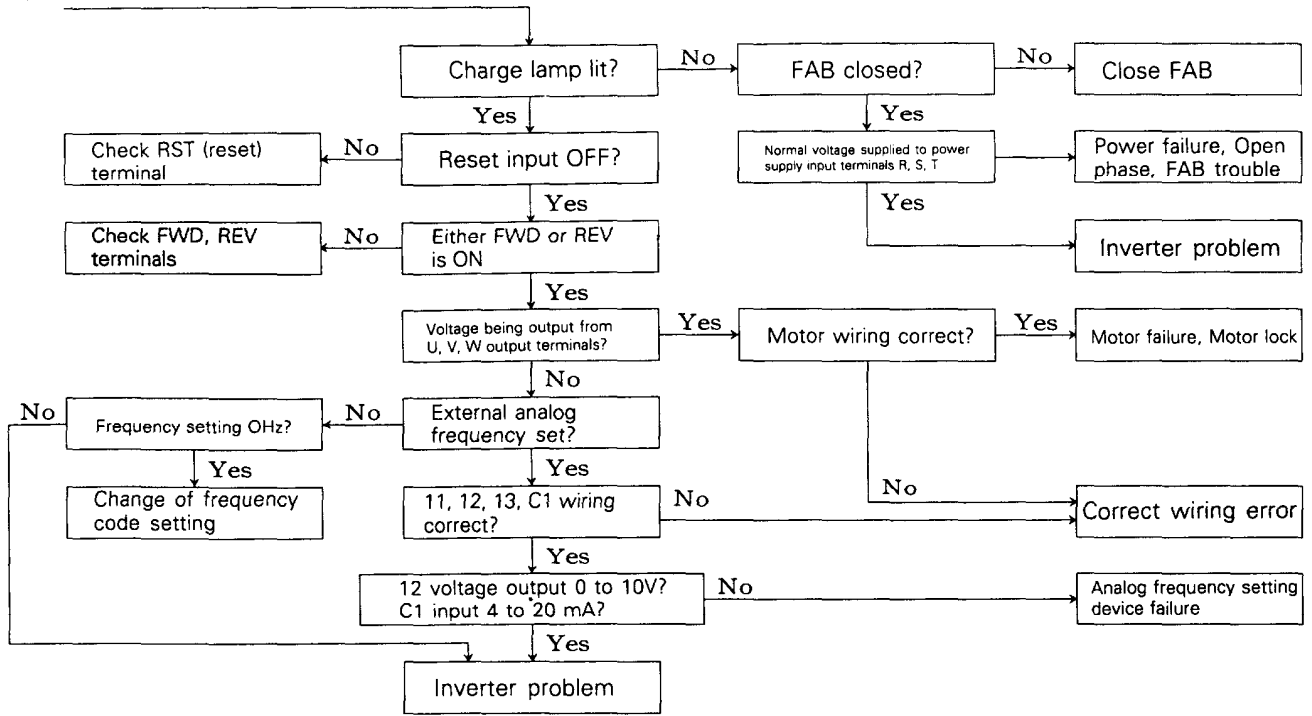 Charge lamp lit?
No
FAB closed?
No
Close FAB
Yes
Yes
Check RST (reset)
terminal
No
Reset input OFF?
Normal voltage supplied to power
supply input terminals R, S, T
Power failure, Open
phase, FAB trouble
Yes
Yes
Check FWD, REV
terminals
No
Either FWD or REV
is ON
Inverter problem
Yes
Voltage being output from
U, V, W output terminals?
Yes
Motor wiring correct?
Yes
Motor failure, Motor lock
No
No
Frequency setting OHz?
No
External analog
frequency set?
Yes
Yes
Change of frequency
code setting
11, 12, 13, C1 wiring
correct?
No
No
Correct wiring error
Yes
12 voltage output 0 to 10V?
C1 input 4 to 20 mA?
No
Analog frequency setting
device failure
Yes
Inverter problem